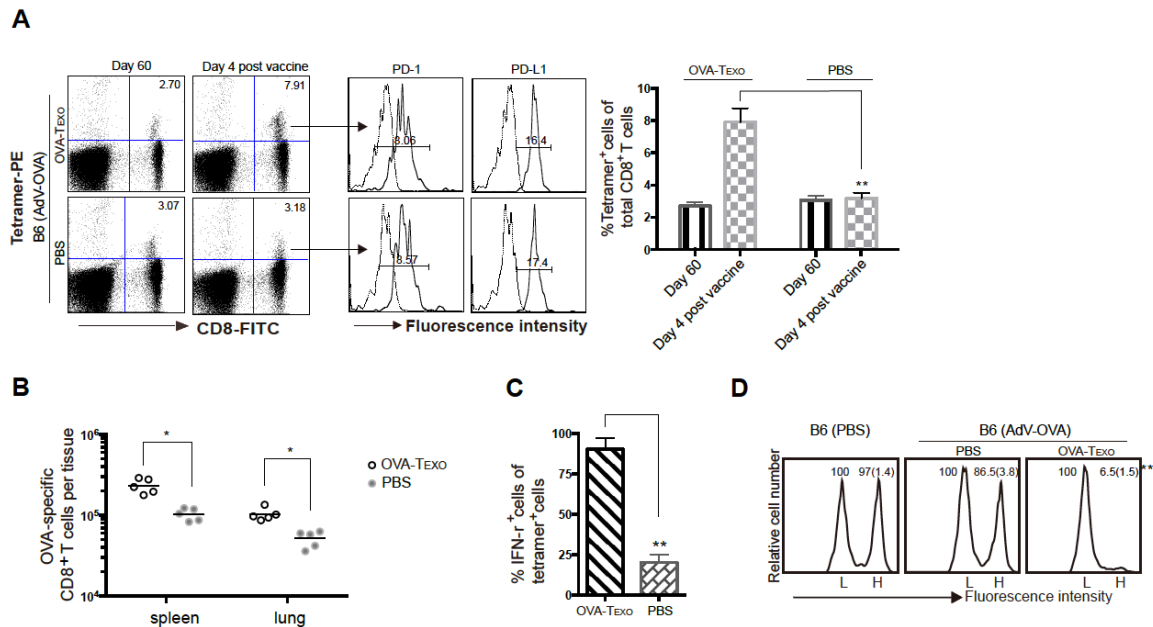 A
Day 60
Day 4 post vaccine
2.70
7.91
3.07
3.18
Tetramer-PE
B6 (AdV-OVA)
OVA-TEXO
PBS
CD8-FITC
PD-1
PD-L1
8.06
16.4
8.57
17.4
Fluorescence intensity
OVA-TEXO
PBS
%Tetramer+cells of
total CD8+T cells
10
8
6
4
2
0
**
Day 60
Day 4 post vaccine
Day 60
Day 4 post vaccine
B
OVA-specific
CD8+ T cells per tissue
10^6
10^5
10^4
*
*
OVA-TEXO
PBS
spleen
lung
C
% IFN-r +cells of
tetramer+cells
100
75
50
25
0
**
OVA-TEXO
PBS
D
B6 (PBS)
B6 (AdV-OVA)
PBS
OVA-TEXO
Relative cell number
100
97(1.4)
100
86.5(3.8)
100
6.5(1.5)
**
L
H
L
H
L
H
Fluorescence intensity